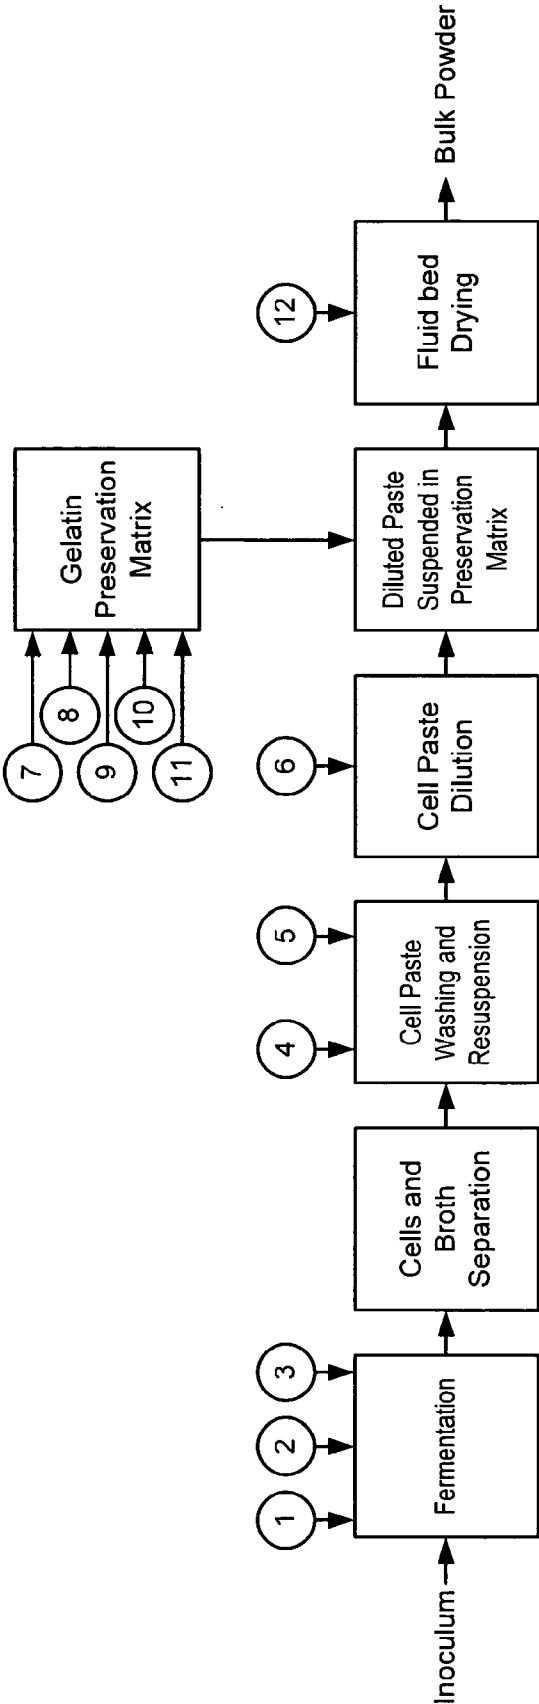 Inoculum
1
2
3
Fermentation
Cells and
Broth
Separation
4
5
Cell Paste
Washing and
Resuspension
6
Cell Paste
Dilution
7
8
9
10
11
Gelatin
Preservation
Matrix
Diluted Paste
Suspended in
Preservation
Matrix
12
Fluid bed
Drying
Bulk Powder